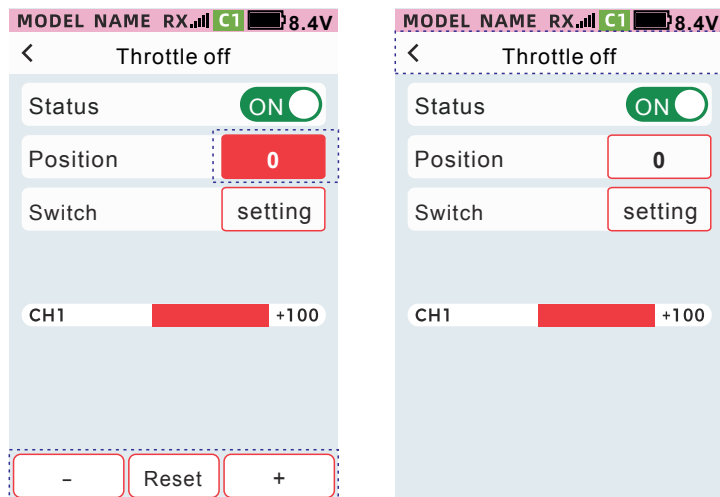 MODEL NAME RX C1 8.4V
< Throttle off
Status ON
Position 0
Switch setting
CH1 +100
- Reset +
MODEL NAME RX C1 8.4V
< Throttle off
Status ON
Position 0
Switch setting
CH1 +100